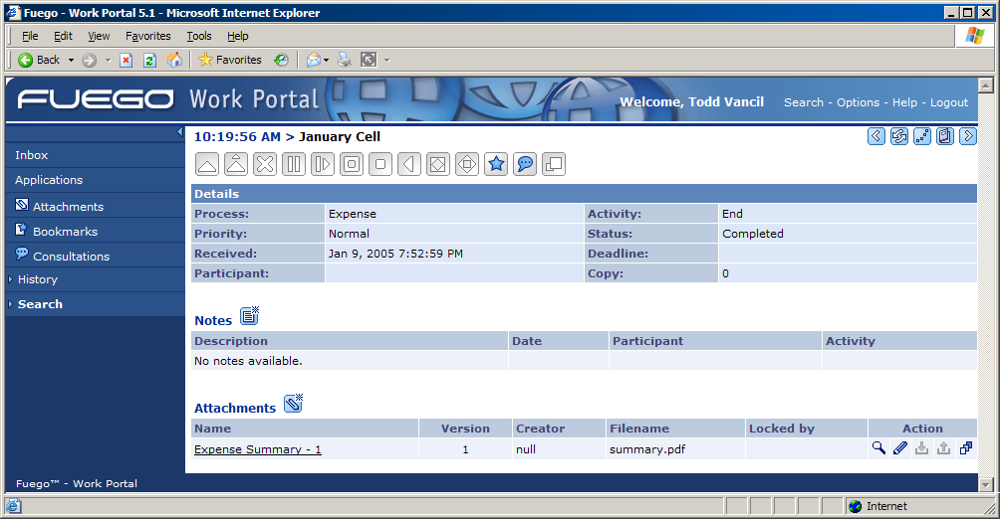 Fuego - Work Portal 5.1 - Microsoft Internet Explorer
File Edit View Favorites Tools Help
Back Favorites
FUEGO Work Portal Welcome, Todd Vancil Search - Options - Help - Logout
10:19:56 AM > January Cell
Inbox
Applications
Attachments
Bookmarks
Consultations
History
Search
Details
Process: Expense Activity: End
Priority: Normal Status: Completed
Received: Jan 9, 2005 7:52:59 PM Deadline:
Participant: Copy: 0
Notes
Description Date Participant Activity
No notes available.
Attachments
Name Version Creator Filename Locked by Action
Expense Summary - 1 1 null summary.pdf
Fuego™ - Work Portal
Internet